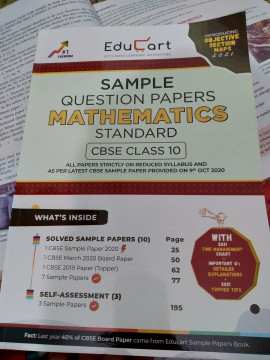 INTRODUCING
OBJECTIVE
SECTION
MAPS
2021
#1
EduCart
SAMPLE
QUESTION PAPERS
MATHEMATICS
STANDARD
CBSE CLASS 10
ALL PAPERS STRICTLY ON REDUCED SYLLABUS AND
AS PER LATEST CBSE SAMPLE PAPER PROVIDED ON 9th OCT 2020
WHAT'S INSIDE
SOLVED SAMPLE PAPERS (10) Page
1 CBSE Sample Paper 2020 25
1 CBSE March 2020 Board Paper 50
1 CBSE 2019 Paper (Topper) 62
7 Sample Papers 77
SELF-ASSESSMENT (3)
3 Sample Papers 195
WITH
2021
TIME MANAGEMENT
CHART
IMPORTANT Q's
DETAILED
EXPLANATIONS
2021
TOPPER TIPS
Fact: Last year 40% of CBSE Board Paper came from Educart Sample Papers Book.